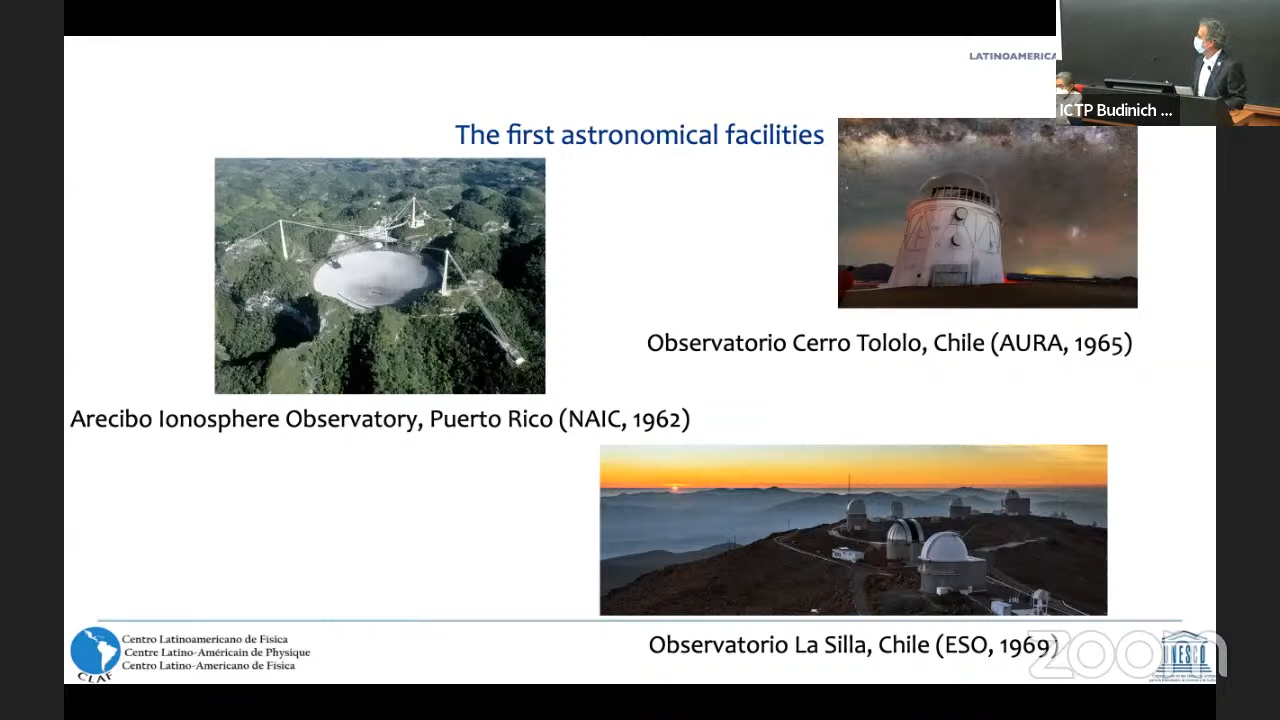 LATINOAMERICA
ICTP Budinich ...
The first astronomical facilities
Observatorio Cerro Tololo, Chile (AURA, 1965)
Arecibo Ionosphere Observatory, Puerto Rico (NAIC, 1962)
Observatorio La Silla, Chile (ESO, 1969)
Centro Latinoamericano de Física
Centre Latino-Américain de Physique
Centro Latino-Americano de Física
CLAF
zoom
UNESCO